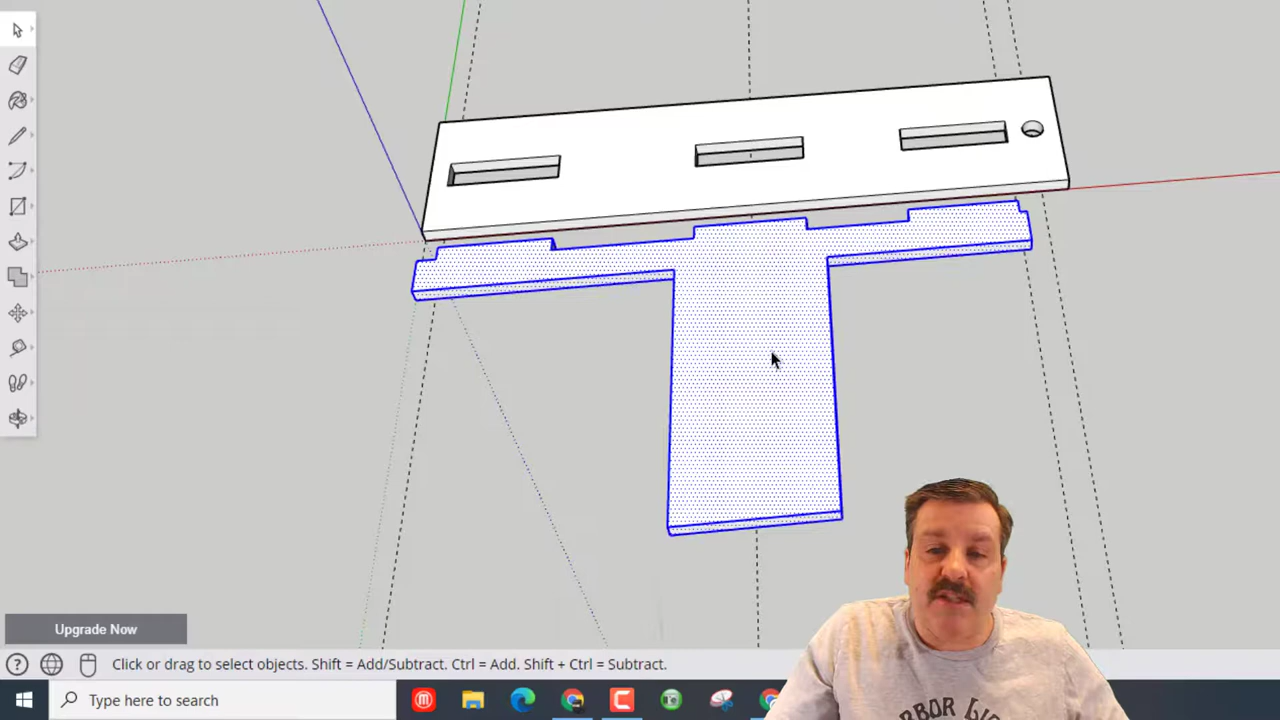 Upgrade Now
Click or drag to select objects. Shift = Add/Subtract. Ctrl = Add. Shift + Ctrl = Subtract.
Type here to search